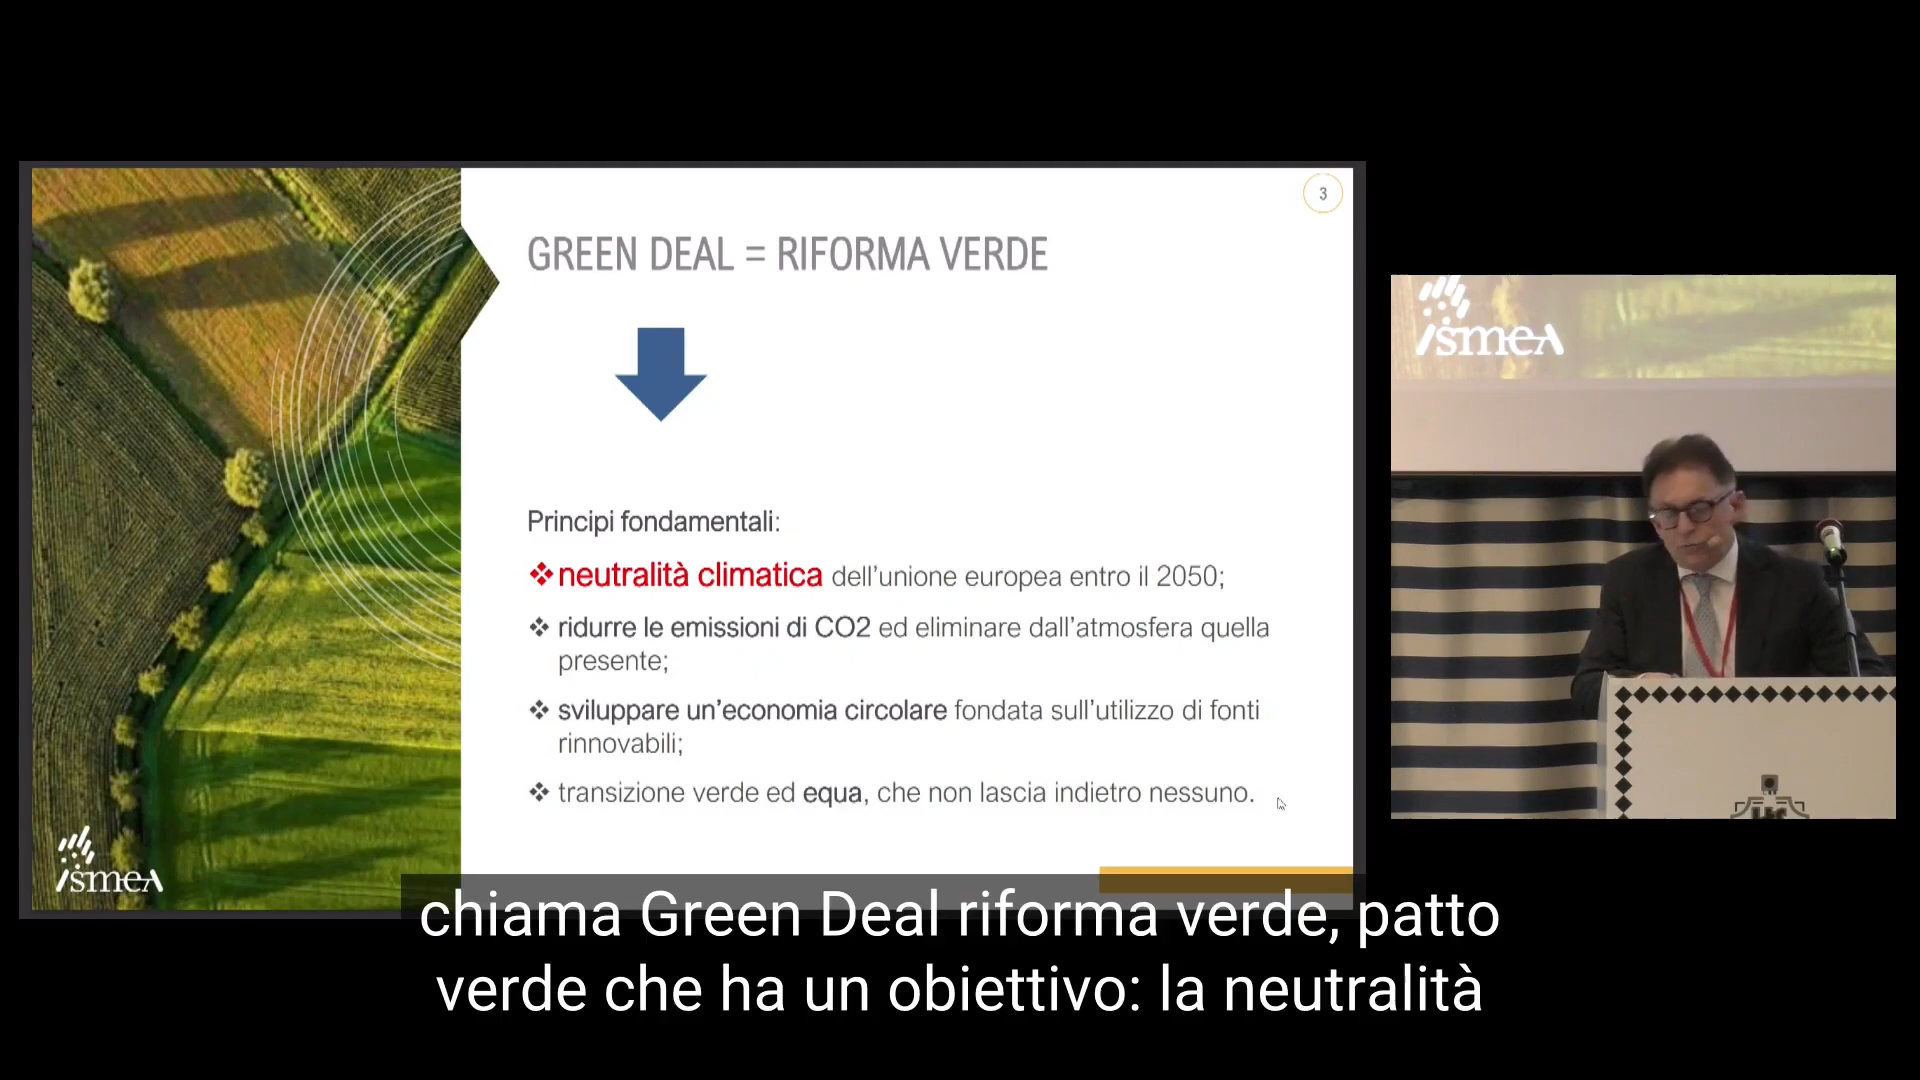 3
GREEN DEAL = RIFORMA VERDE
Principi fondamentali:
❖ neutralità climatica dell’unione europea entro il 2050;
❖ ridurre le emissioni di CO2 ed eliminare dall’atmosfera quella
presente;
❖ sviluppare un’economia circolare fondata sull’utilizzo di fonti
rinnovabili;
❖ transizione verde ed equa, che non lascia indietro nessuno.
ismea
ismea
chiama Green Deal riforma verde, patto
verde che ha un obiettivo: la neutralità